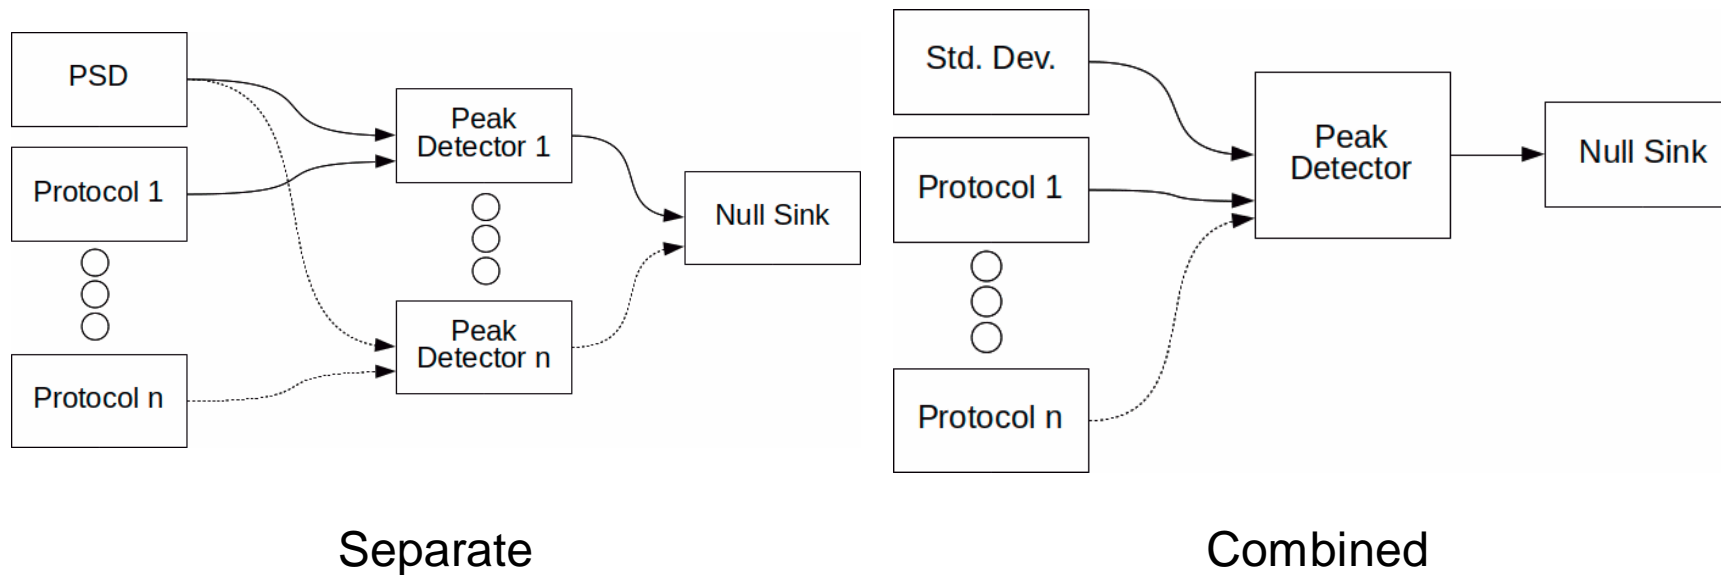 PSD
Protocol 1
Protocol n
Peak
Detector 1
Peak
Detector n
Null Sink
Separate
Std. Dev.
Protocol 1
Protocol n
Peak
Detector
Null Sink
Combined